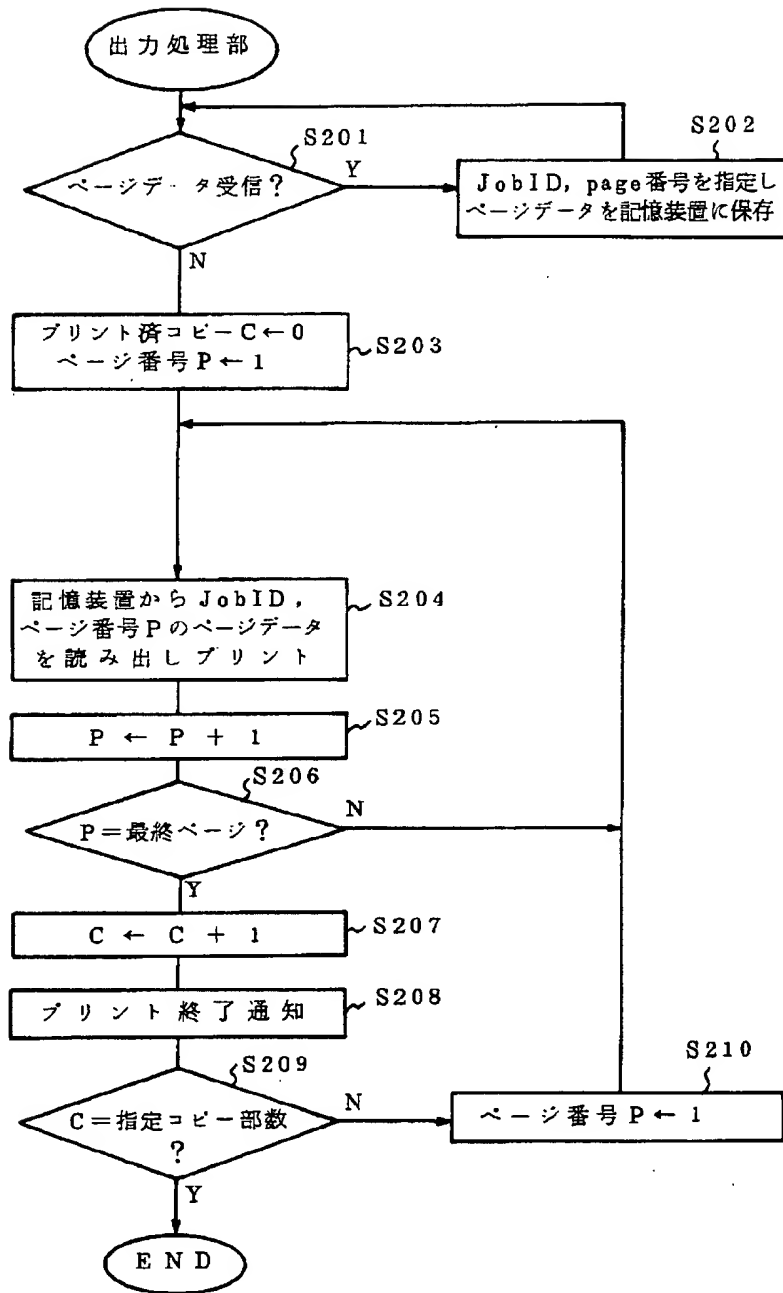 出力処理部
S201
ページデータ受信?
Y
N
S202
JobID, page番号を指定し
ページデータを記憶装置に保存
プリント済コピーC←0
ページ番号P←1
S203
記憶装置からJobID,
ページ番号Pのページデータ
を読み出しプリント
S204
P ← P + 1
S205
S206
P=最終ページ?
N
Y
C ← C + 1
S207
プリント終了通知
S208
S209
C=指定コピー部数
?
N
Y
S210
ページ番号P←1
END